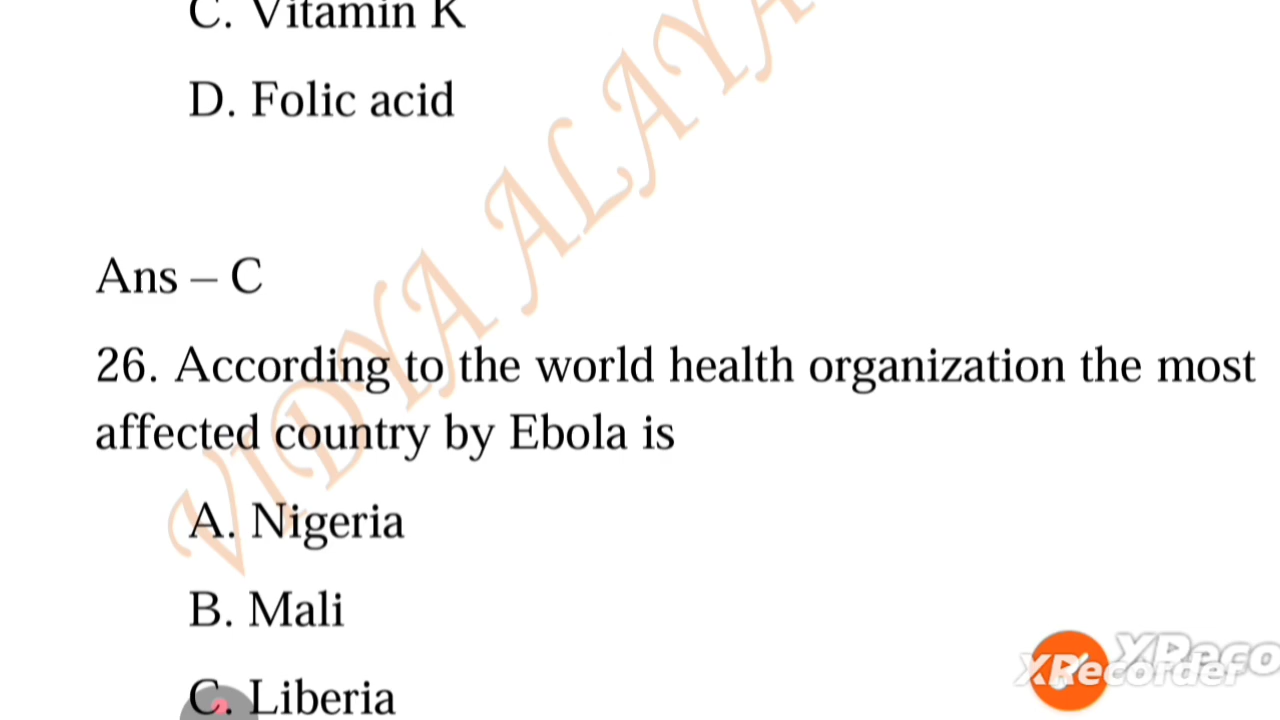 C. Vitamin K
D. Folic acid
Ans – C
26. According to the world health organization the most
affected country by Ebola is
A. Nigeria
B. Mali
C. Liberia
VIDYA ALAYA
XRecorder
XReco